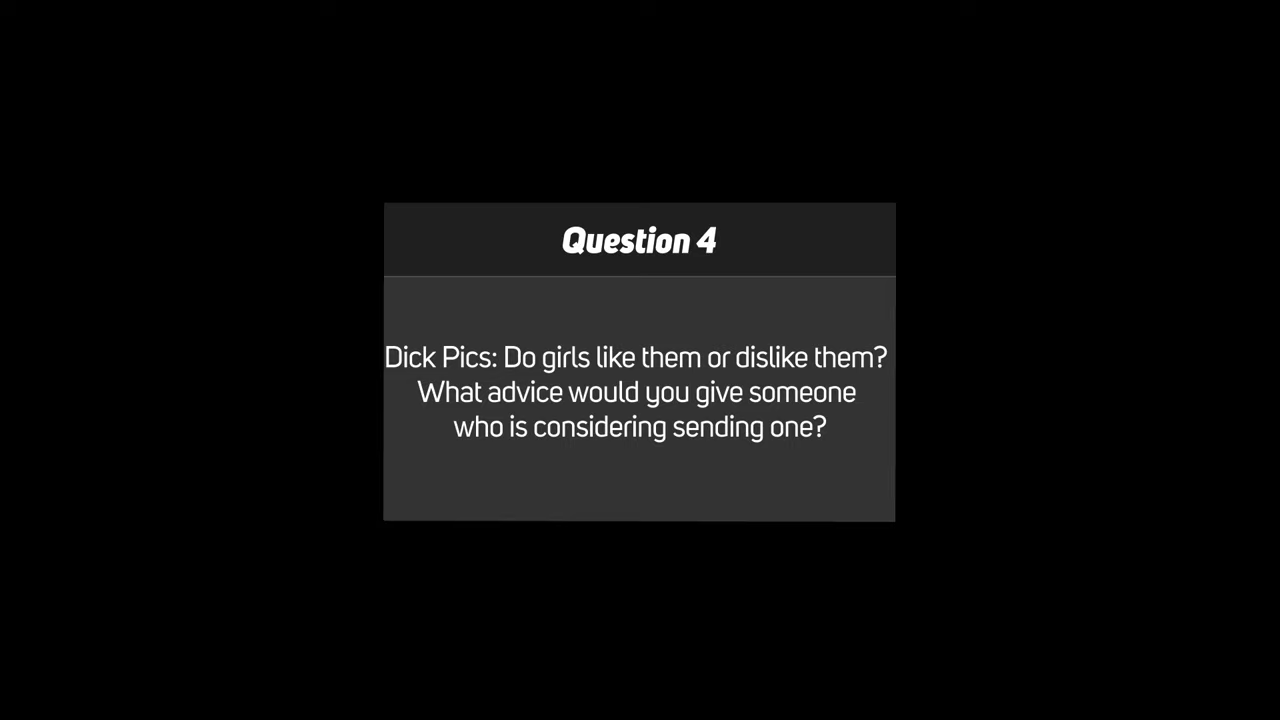 Question 4
Dick Pics: Do girls like them or dislike them?
What advice would you give someone
who is considering sending one?